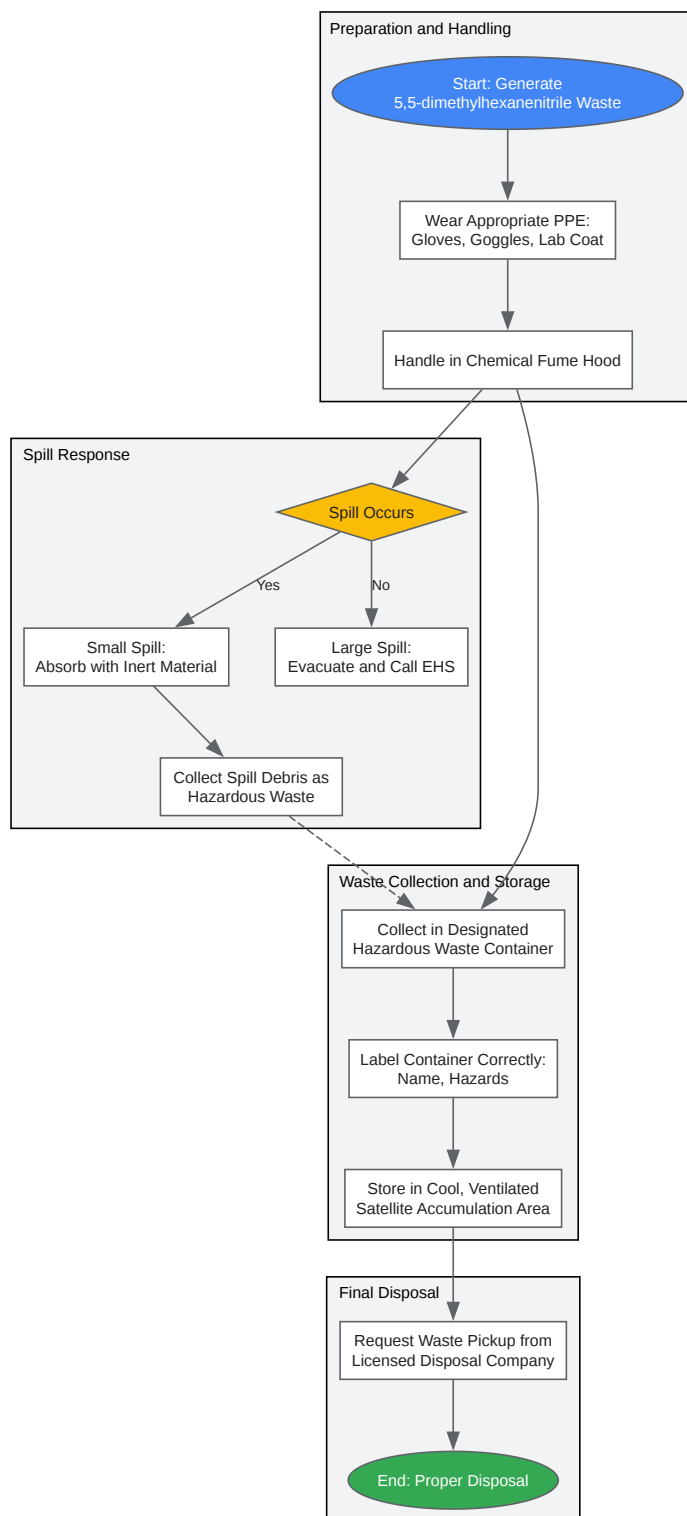 Preparation and Handling
Start: Generate
5,5-dimethylhexanenitrile Waste
Wear Appropriate PPE:
Gloves, Goggles, Lab Coat
Handle in Chemical Fume Hood
Spill Response
Spill Occurs
Yes
No
Small Spill:
Absorb with Inert Material
Large Spill:
Evacuate and Call EHS
Collect Spill Debris as
Hazardous Waste
Waste Collection and Storage
Collect in Designated
Hazardous Waste Container
Label Container Correctly:
Name, Hazards
Store in Cool, Ventilated
Satellite Accumulation Area
Final Disposal
Request Waste Pickup from
Licensed Disposal Company
End: Proper Disposal